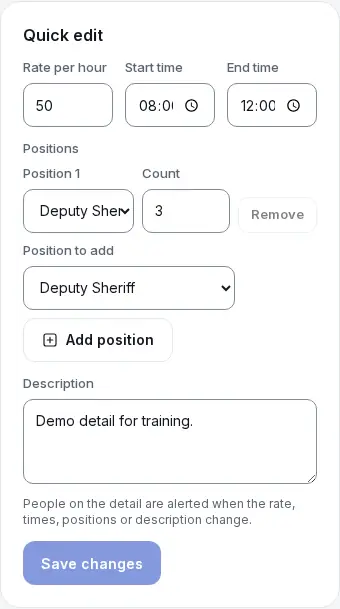 Quick edit
Rate per hour Start time End time
50 08:0 12:00
Positions
Position 1 Count
Deputy Sher 3 Remove
Position to add
Deputy Sheriff
Add position
Description
Demo detail for training.
People on the detail are alerted when the rate,
times, positions or description change.
Save changes